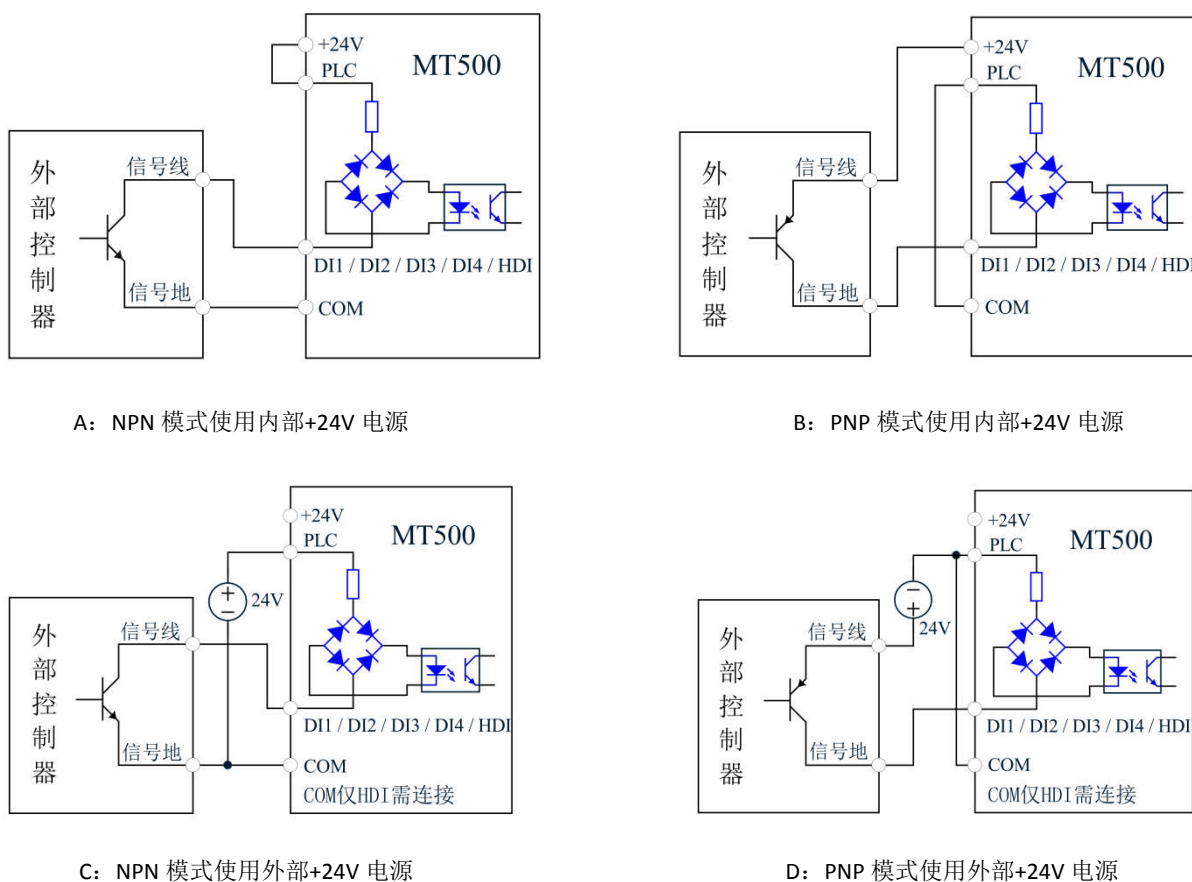 +24V
PLC
MT500
外部控制器
信号线
信号地
DI1 / DI2 / DI3 / DI4 / HDI
COM
A：NPN 模式使用内部+24V 电源
+24V
PLC
MT500
外部控制器
信号线
信号地
DI1 / DI2 / DI3 / DI4 / HDI
COM
B：PNP 模式使用内部+24V 电源
+24V
PLC
MT500
24V
外部控制器
信号线
信号地
DI1 / DI2 / DI3 / DI4 / HDI
COM
COM仅HDI需连接
C：NPN 模式使用外部+24V 电源
+24V
PLC
MT500
24V
外部控制器
信号线
信号地
DI1 / DI2 / DI3 / DI4 / HDI
COM
COM仅HDI需连接
D：PNP 模式使用外部+24V 电源